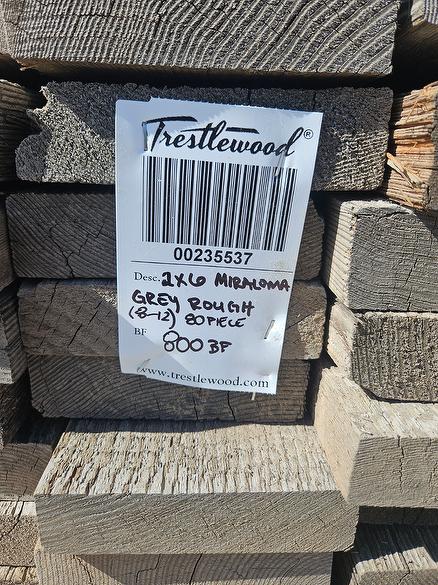 Trestlewood®
00235537
Desc. 2X6 MIRALOMA
GREY ROUGH
(8-12) 80 PIECE
BF 800 BF
www.trestlewood.com